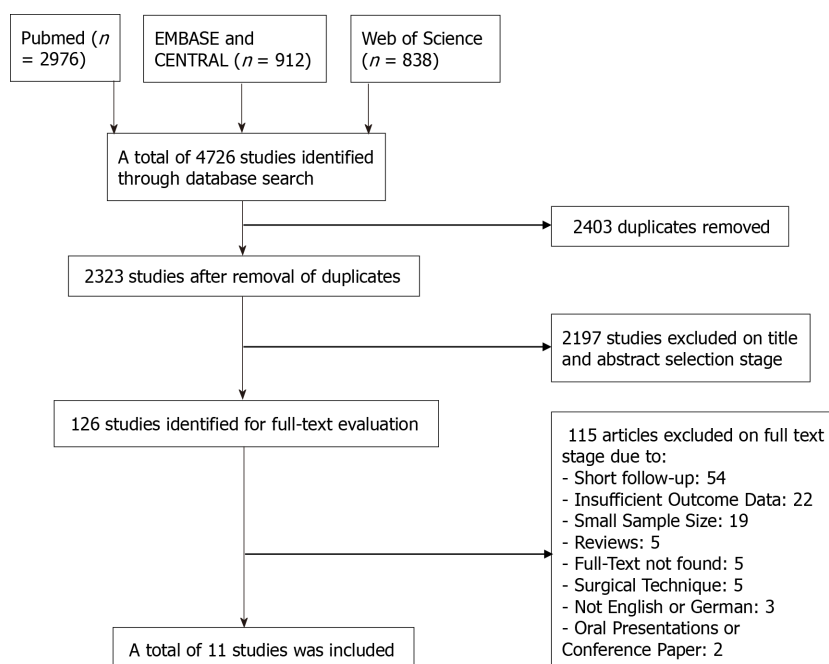 Pubmed (n
= 2976)
EMBASE and
CENTRAL (n = 912)
Web of Science
(n = 838)
A total of 4726 studies identified
through database search
2403 duplicates removed
2323 studies after removal of duplicates
2197 studies excluded on title
and abstract selection stage
126 studies identified for full-text evaluation
115 articles excluded on full text
stage due to:
- Short follow-up: 54
- Insufficient Outcome Data: 22
- Small Sample Size: 19
- Reviews: 5
- Full-Text not found: 5
- Surgical Technique: 5
- Not English or German: 3
- Oral Presentations or
Conference Paper: 2
A total of 11 studies was included